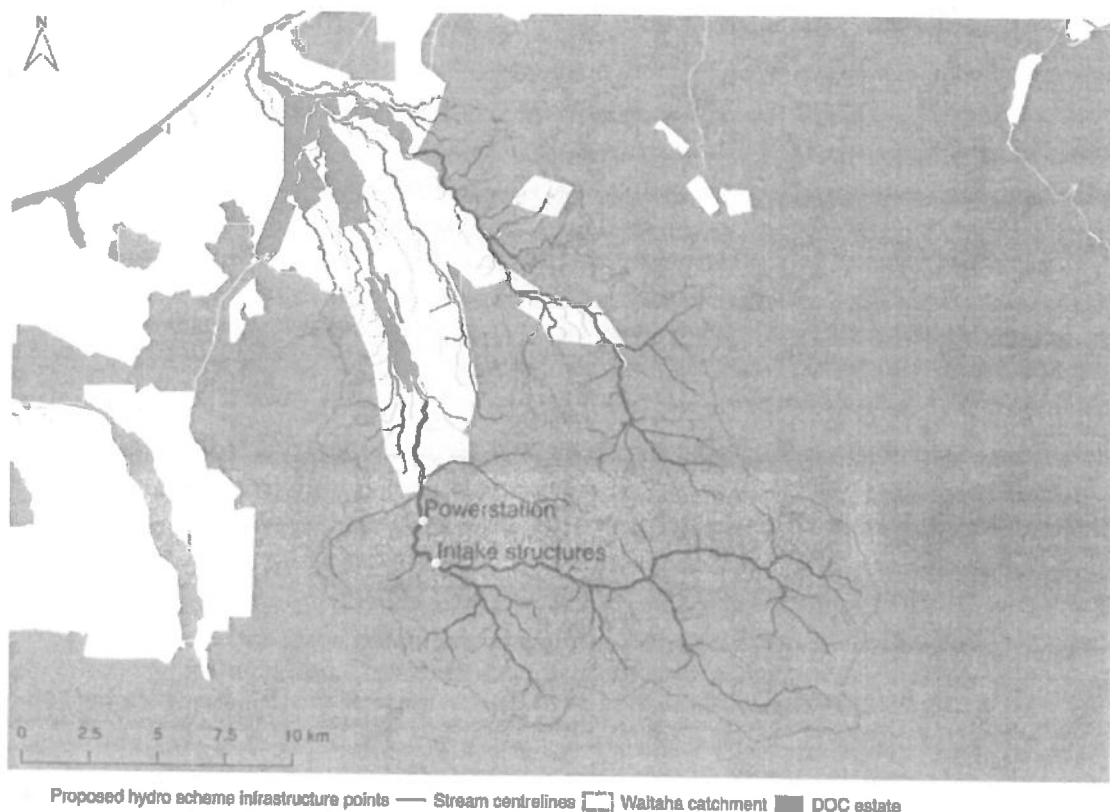 N
Powerstation
Intake structures
0 2.5 5 7.5 10 km
Proposed hydro scheme infrastructure points Stream centrelines Waitaha catchment DOC estate